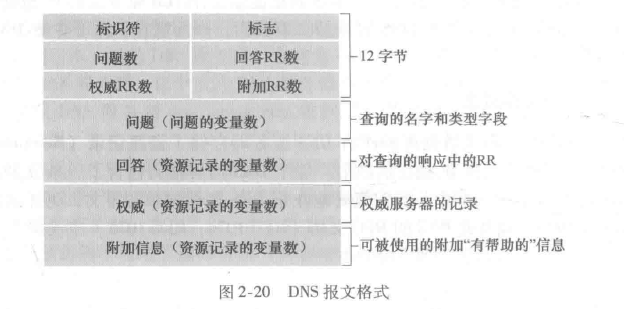 标识符 标志
问题数 回答RR数 12字节
权威RR数 附加RR数
问题（问题的变量数） 查询的名字和类型字段
回答（资源记录的变量数） 对查询的响应中的RR
权威（资源记录的变量数） 权威服务器的记录
附加信息（资源记录的变量数） 可被使用的附加“有帮助的”信息
图2-20 DNS报文格式